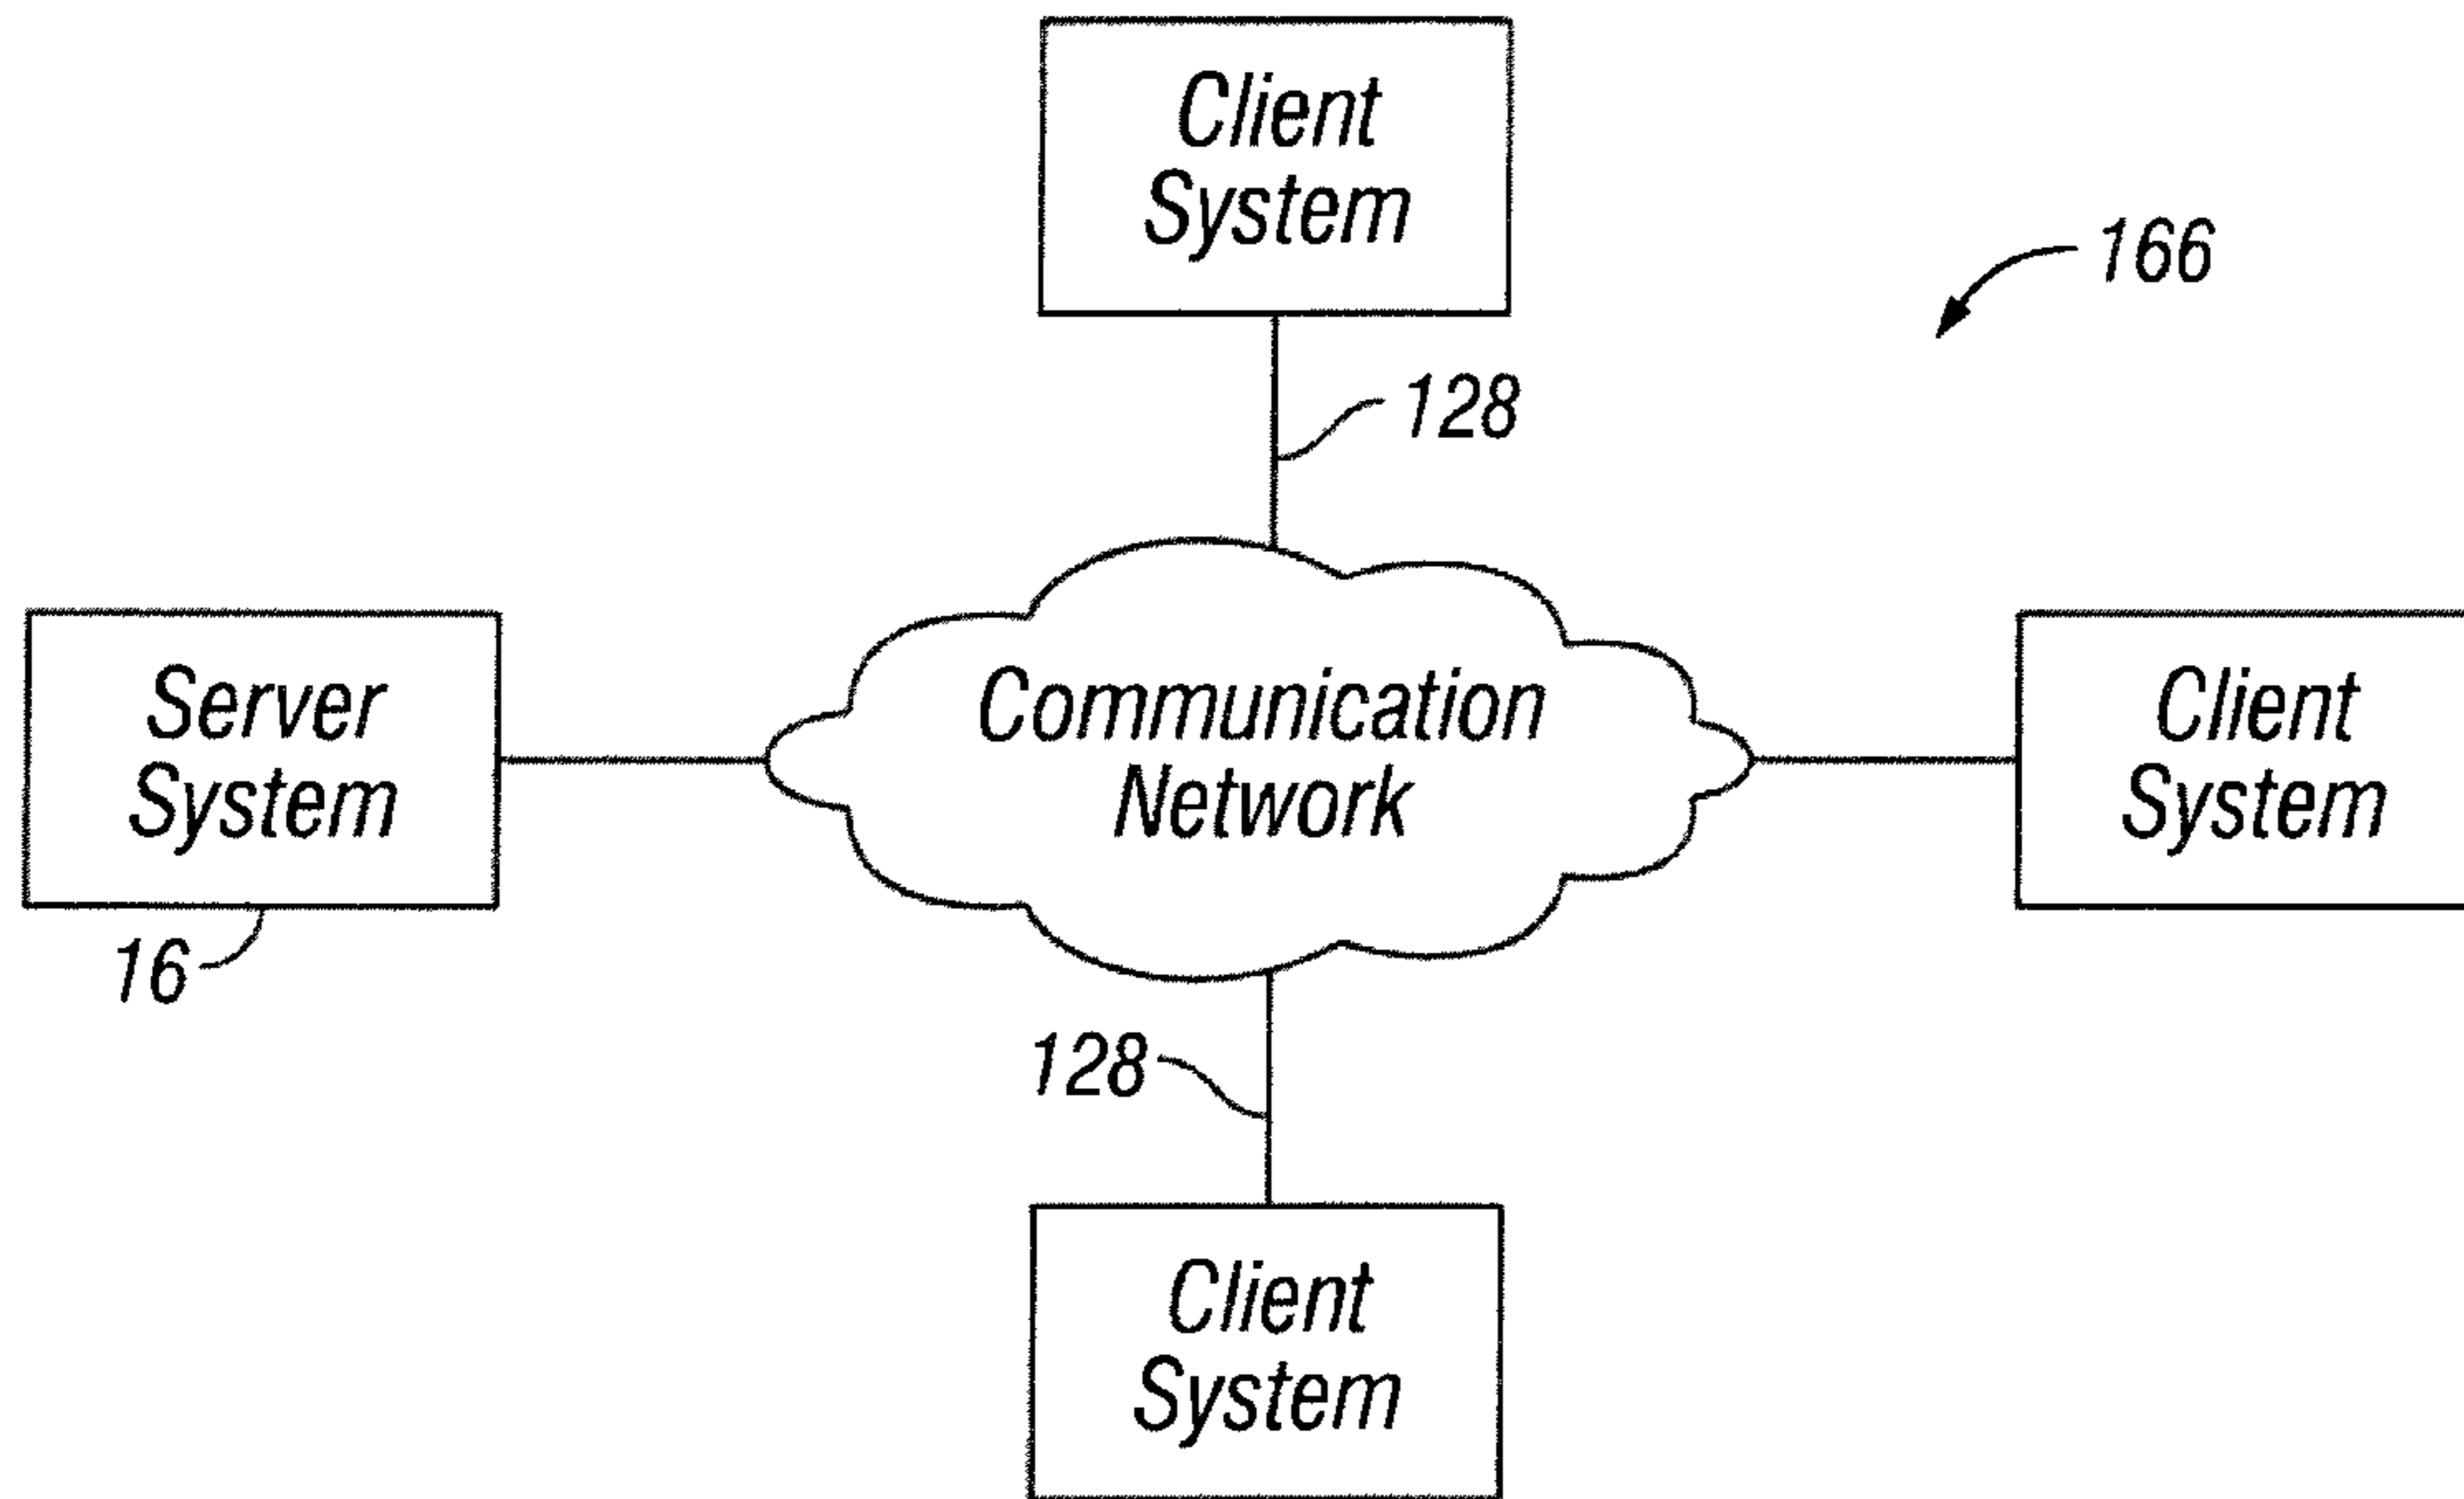 Client
System
166
128
Server
System
16
Communication
Network
Client
System
128
Client
System